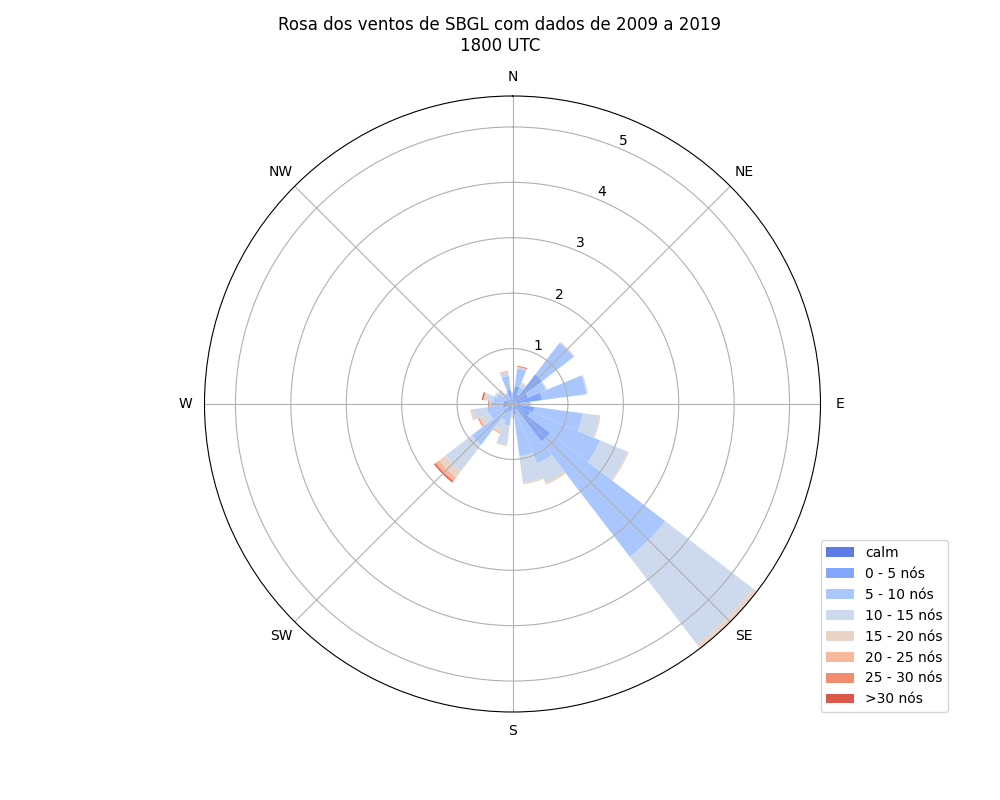 Rosa dos ventos de SBGL com dados de 2009 a 2019
1800 UTC
N
NW
NE
5
4
3
2
1
W
E
SW
SE
S
calm
0 - 5 nós
5 - 10 nós
10 - 15 nós
15 - 20 nós
20 - 25 nós
25 - 30 nós
>30 nós